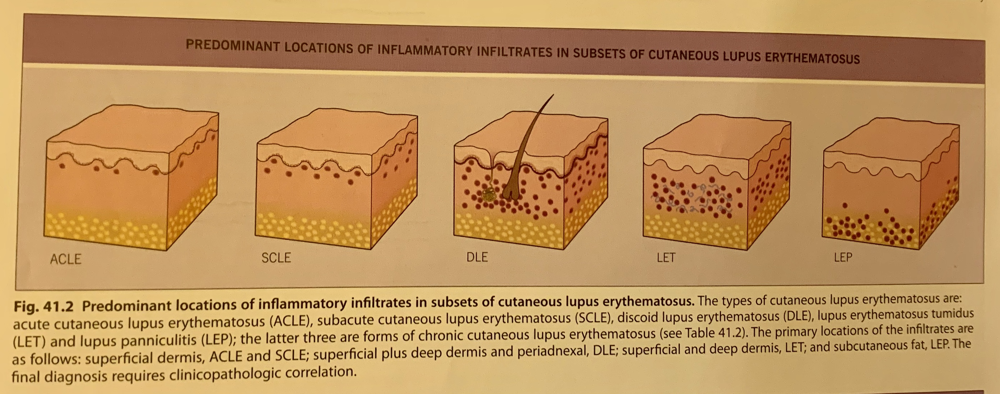 PREDOMINANT LOCATIONS OF INFLAMMATORY INFILTRATES IN SUBSETS OF CUTANEOUS LUPUS ERYTHEMATOSUS
ACLE
SCLE
DLE
LET
LEP
Fig. 41.2 Predominant locations of inflammatory infiltrates in subsets of cutaneous lupus erythematosus. The types of cutaneous lupus erythematosus are:
acute cutaneous lupus erythematosus (ACLE), subacute cutaneous lupus erythematosus (SCLE), discoid lupus erythematosus (DLE), lupus erythematosus tumidus
(LET) and lupus panniculitis (LEP); the latter three are forms of chronic cutaneous lupus erythematosus (see Table 41.2). The primary locations of the infiltrates are
as follows: superficial dermis, ACLE and SCLE; superficial plus deep dermis and periadnexal, DLE; superficial and deep dermis, LET; and subcutaneous fat, LEP. The
final diagnosis requires clinicopathologic correlation.